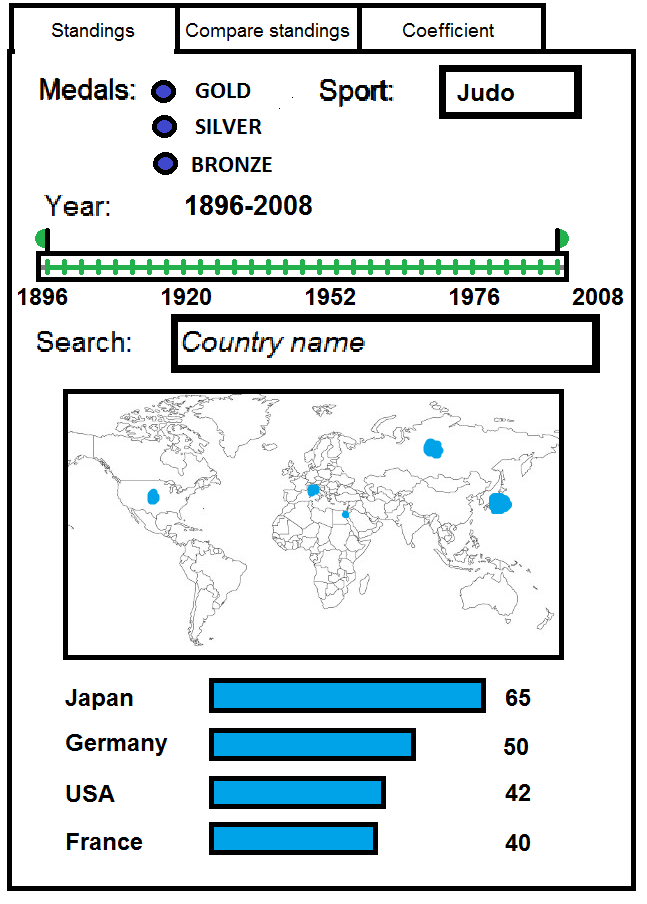 Standings Compare standings Coefficient
Medals: GOLD Sport: Judo
SILVER
BRONZE
Year: 1896-2008
1896 1920 1952 1976 2008
Search: Country name
Japan 65
Germany 50
USA 42
France 40